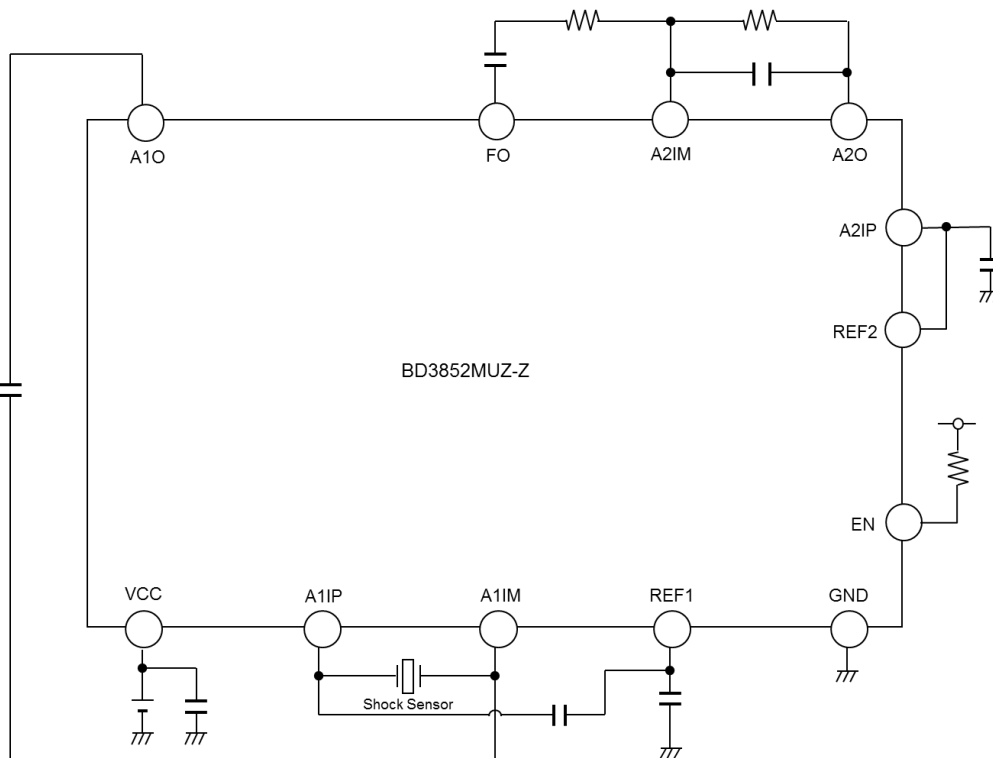 A1O
FO
A2IM
A2O
A2IP
REF2
BD3852MUZ-Z
EN
VCC
A1IP
A1IM
REF1
GND
Shock Sensor